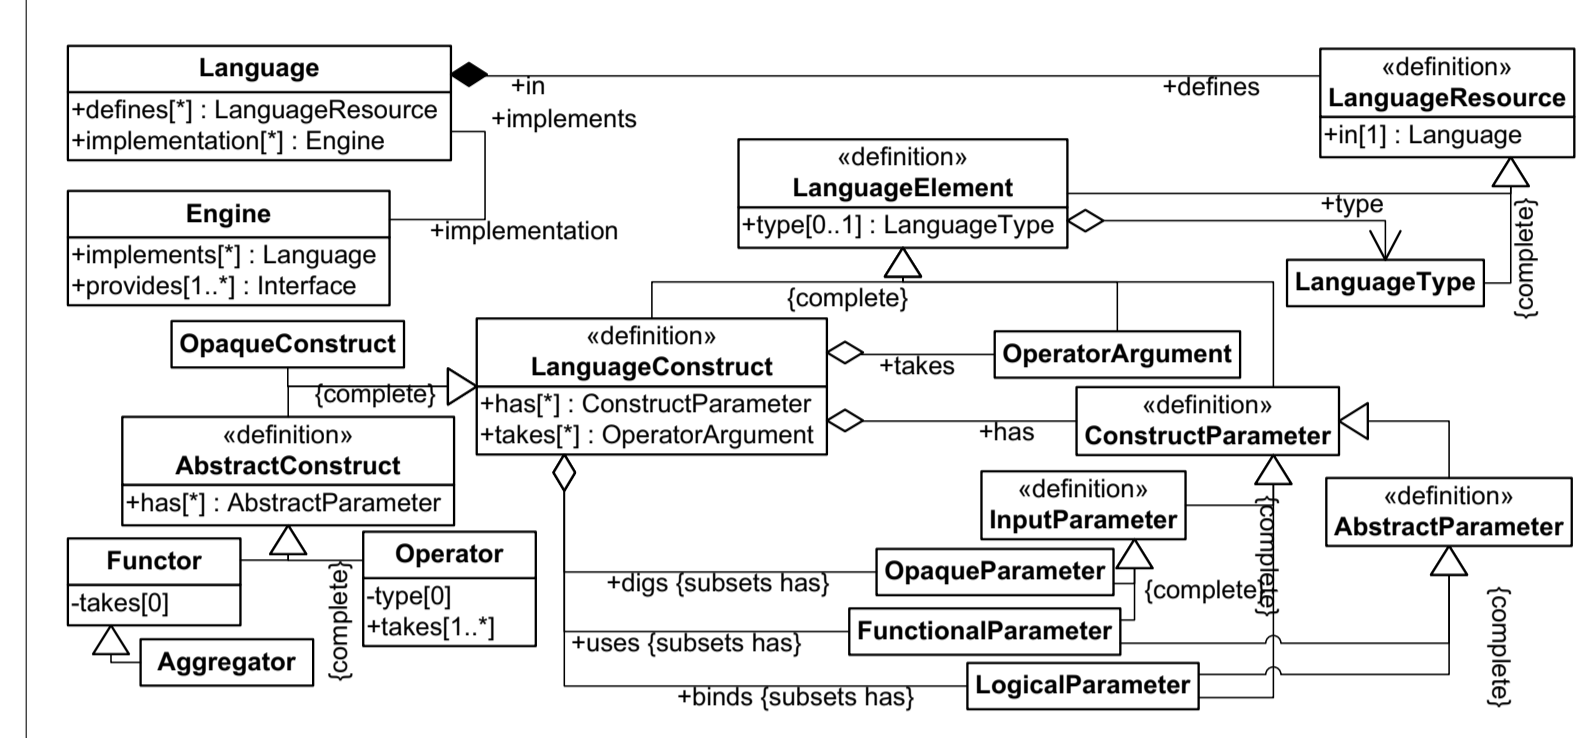 Language
+defines[*] : LanguageResource
+implementation[*] : Engine
+in
+defines
+implements
«definition»
LanguageResource
+in[1] : Language
«definition»
LanguageElement
+type[0..1] : LanguageType
+type
{complete}
LanguageType
Engine
+implements[*] : Language
+provides[1..*] : Interface
+implementation
{complete}
OpaqueConstruct
{complete}
«definition»
LanguageConstruct
+has[*] : ConstructParameter
+takes[*] : OperatorArgument
+takes
OperatorArgument
+has
«definition»
ConstructParameter
«definition»
AbstractConstruct
+has[*] : AbstractParameter
«definition»
InputParameter
{complete}
«definition»
AbstractParameter
Functor
-takes[0]
{complete}
Operator
-type[0]
+takes[1..*]
Aggregator
+digs {subsets has}
OpaqueParameter
{complete}
+uses {subsets has}
FunctionalParameter
{complete}
+binds {subsets has}
LogicalParameter